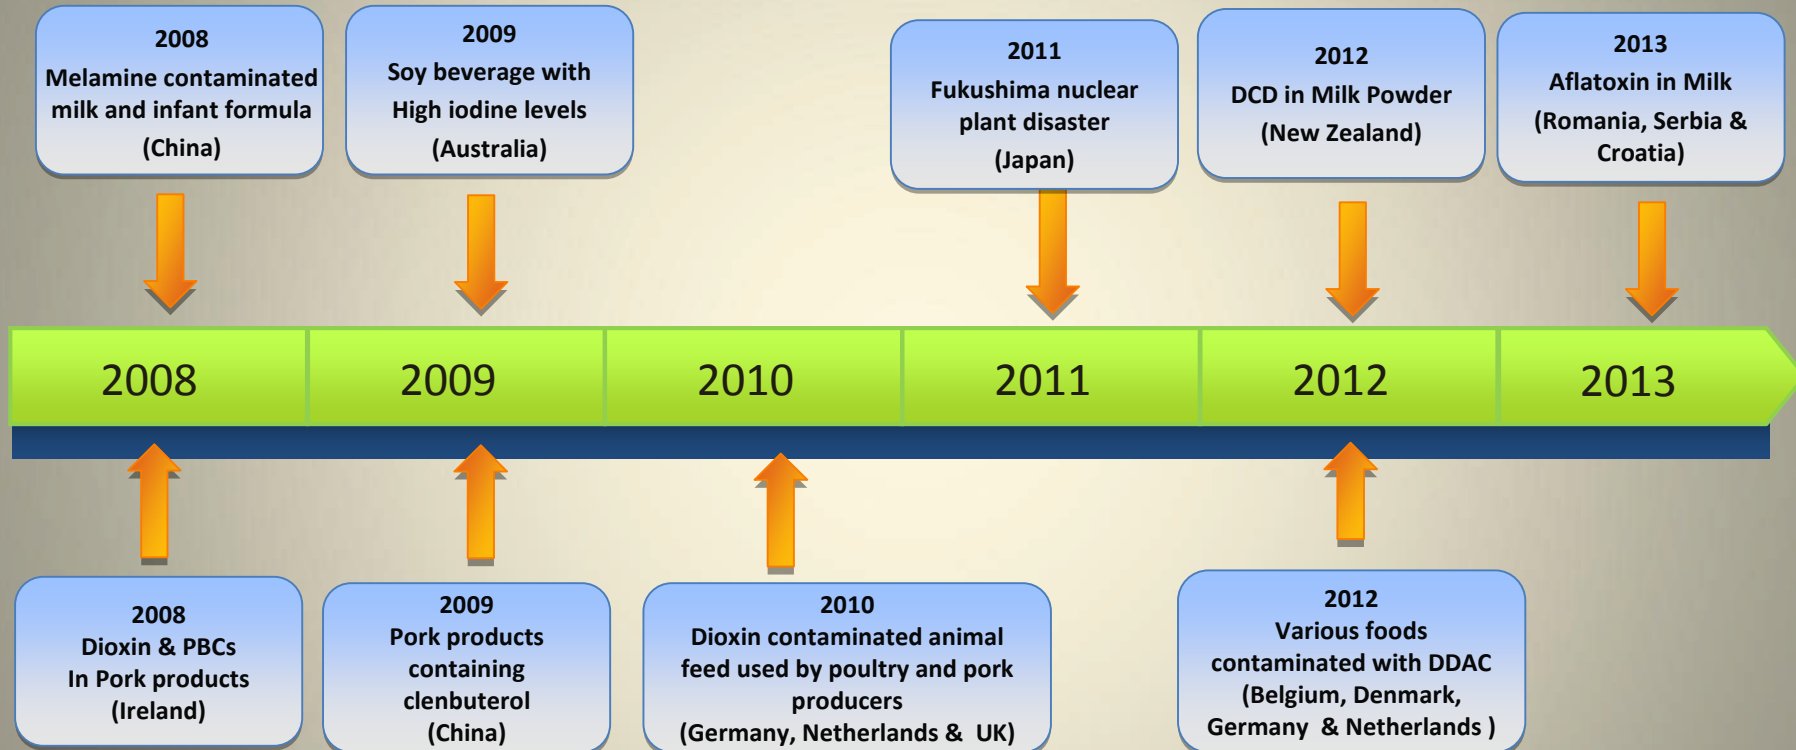 2008
Melamine contaminated
milk and infant formula
(China)
2009
Soy beverage with
High iodine levels
(Australia)
2011
Fukushima nuclear
plant disaster
(Japan)
2012
DCD in Milk Powder
(New Zealand)
2013
Aflatoxin in Milk
(Romania, Serbia &
Croatia)
2008
2009
2010
2011
2012
2013
2008
Dioxin & PBCs
In Pork products
(Ireland)
2009
Pork products
containing
clenbuterol
(China)
2010
Dioxin contaminated animal
feed used by poultry and pork
producers
(Germany, Netherlands & UK)
2012
Various foods
contaminated with DDAC
(Belgium, Denmark,
Germany & Netherlands )